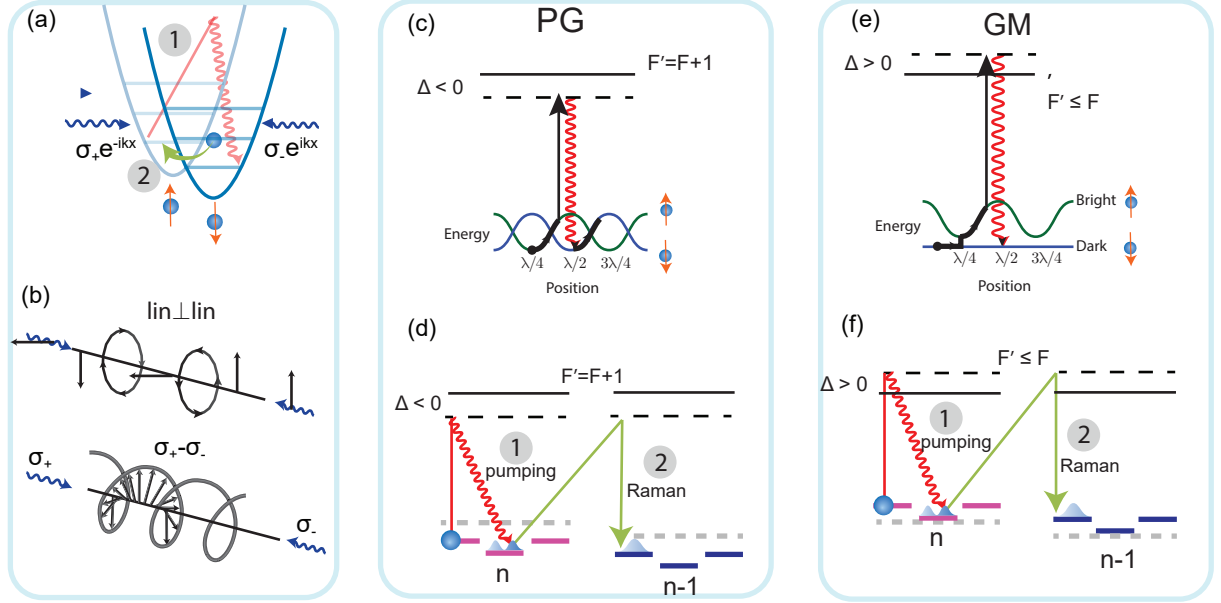 (a)
1
σ₊e⁻ⁱᵏˣ
σ₋eⁱᵏˣ
2
(b)
lin⊥lin
σ₊
σ₊-σ₋
σ₋
PG
(c)
F'=F+1
Δ < 0
Energy
λ/4
λ/2
3λ/4
Position
(d)
F'=F+1
Δ < 0
1
pumping
2
Raman
n
n-1
GM
(e)
Δ > 0
,
F' ≤ F
Bright
Energy
Dark
λ/4
λ/2
3λ/4
Position
(f)
F' ≤ F
Δ > 0
1
pumping
2
Raman
n
n-1